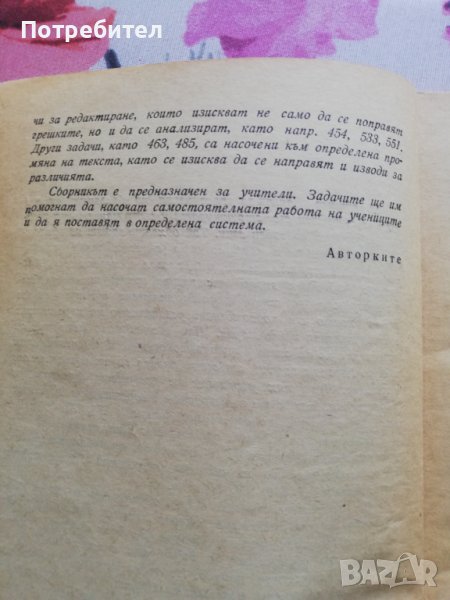 Потребител
чи за редактиране, които изискват не само да се поправят
грешките, но и да се анализират, като напр. 454, 533, 551.
Други задачи, като 463, 485, са насочени към определена про-
мяна на текста, като се изисква да се направят и изводи за
различията.
Сборникът е предназначен за учители. Задачите ще им
помогнат да насочат самостоятелната работа на учениците
и да я поставят в определена система.
Авторките
BAZAR